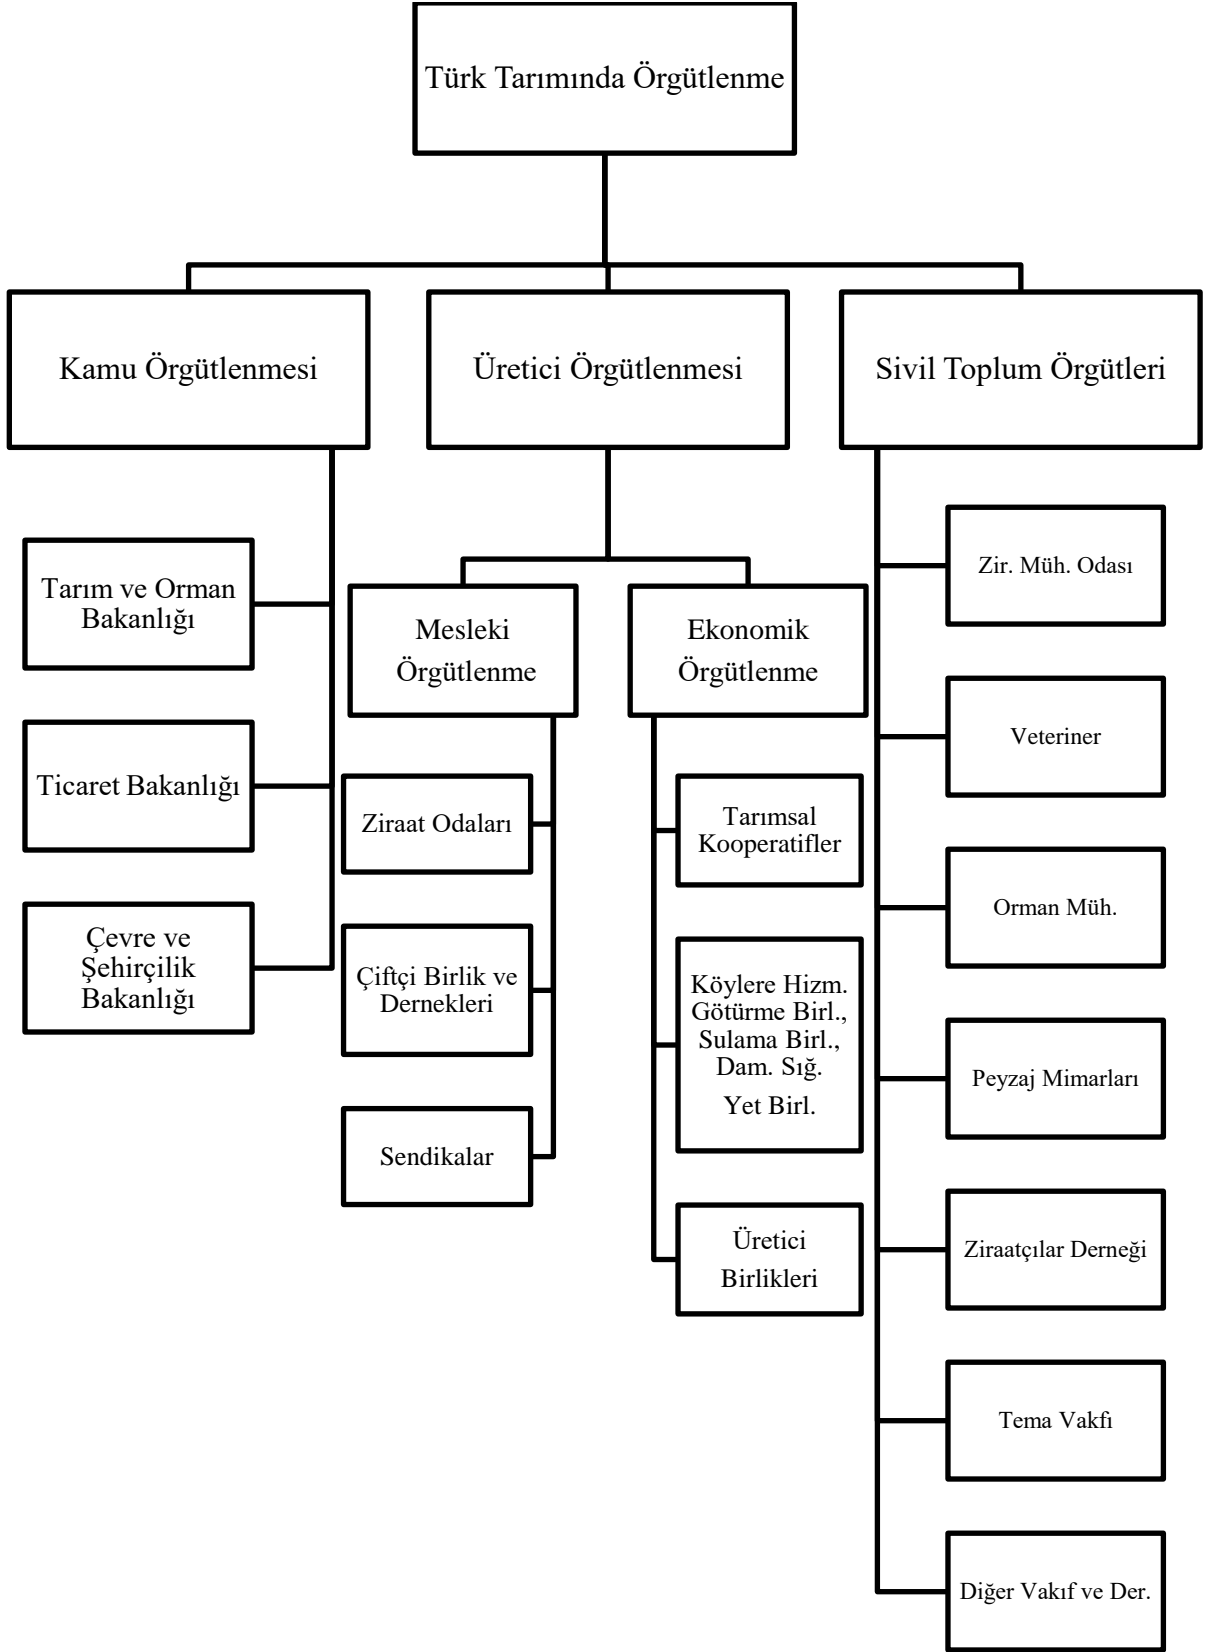 Türk Tarımında Örgütlenme
Kamu Örgütlenmesi
Üretici Örgütlenmesi
Sivil Toplum Örgütleri
Tarım ve Orman
Bakanlığı
Ticaret Bakanlığı
Çevre ve
Şehirçilik
Bakanlığı
Mesleki
Örgütlenme
Ziraat Odaları
Çiftçi Birlik ve
Dernekleri
Sendikalar
Ekonomik
Örgütlenme
Tarımsal
Kooperatifler
Köylere Hizm.
Götürme Birl.,
Sulama Birl.,
Dam. Sığ.
Yet Birl.
Üretici
Birlikleri
Zir. Müh. Odası
Veteriner
Orman Müh.
Peyzaj Mimarları
Ziraatçılar Derneği
Tema Vakfı
Diğer Vakıf ve Der.